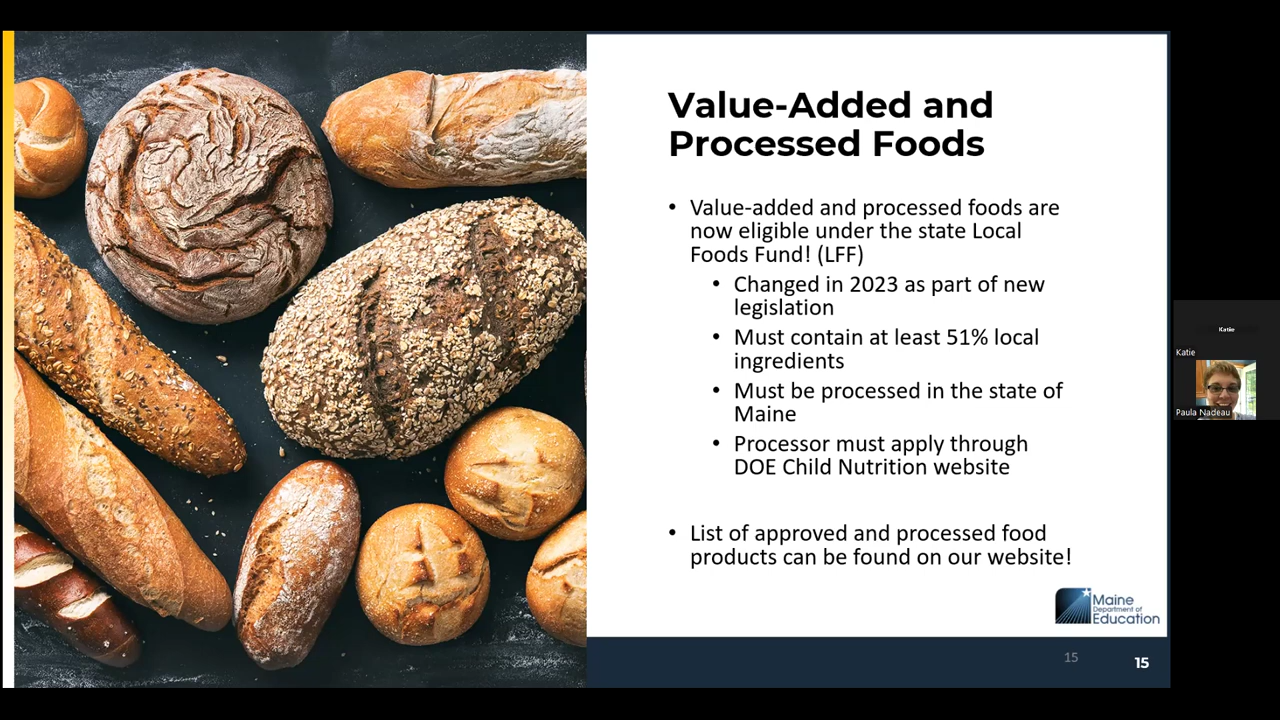 Value-Added and
Processed Foods
• Value-added and processed foods are
now eligible under the state Local
Foods Fund! (LFF)
• Changed in 2023 as part of new
legislation
• Must contain at least 51% local
ingredients
• Must be processed in the state of
Maine
• Processor must apply through
DOE Child Nutrition website
• List of approved and processed food
products can be found on our website!
Maine
Department of
Education
15
15
Katie
Katie
Paula Nadeau